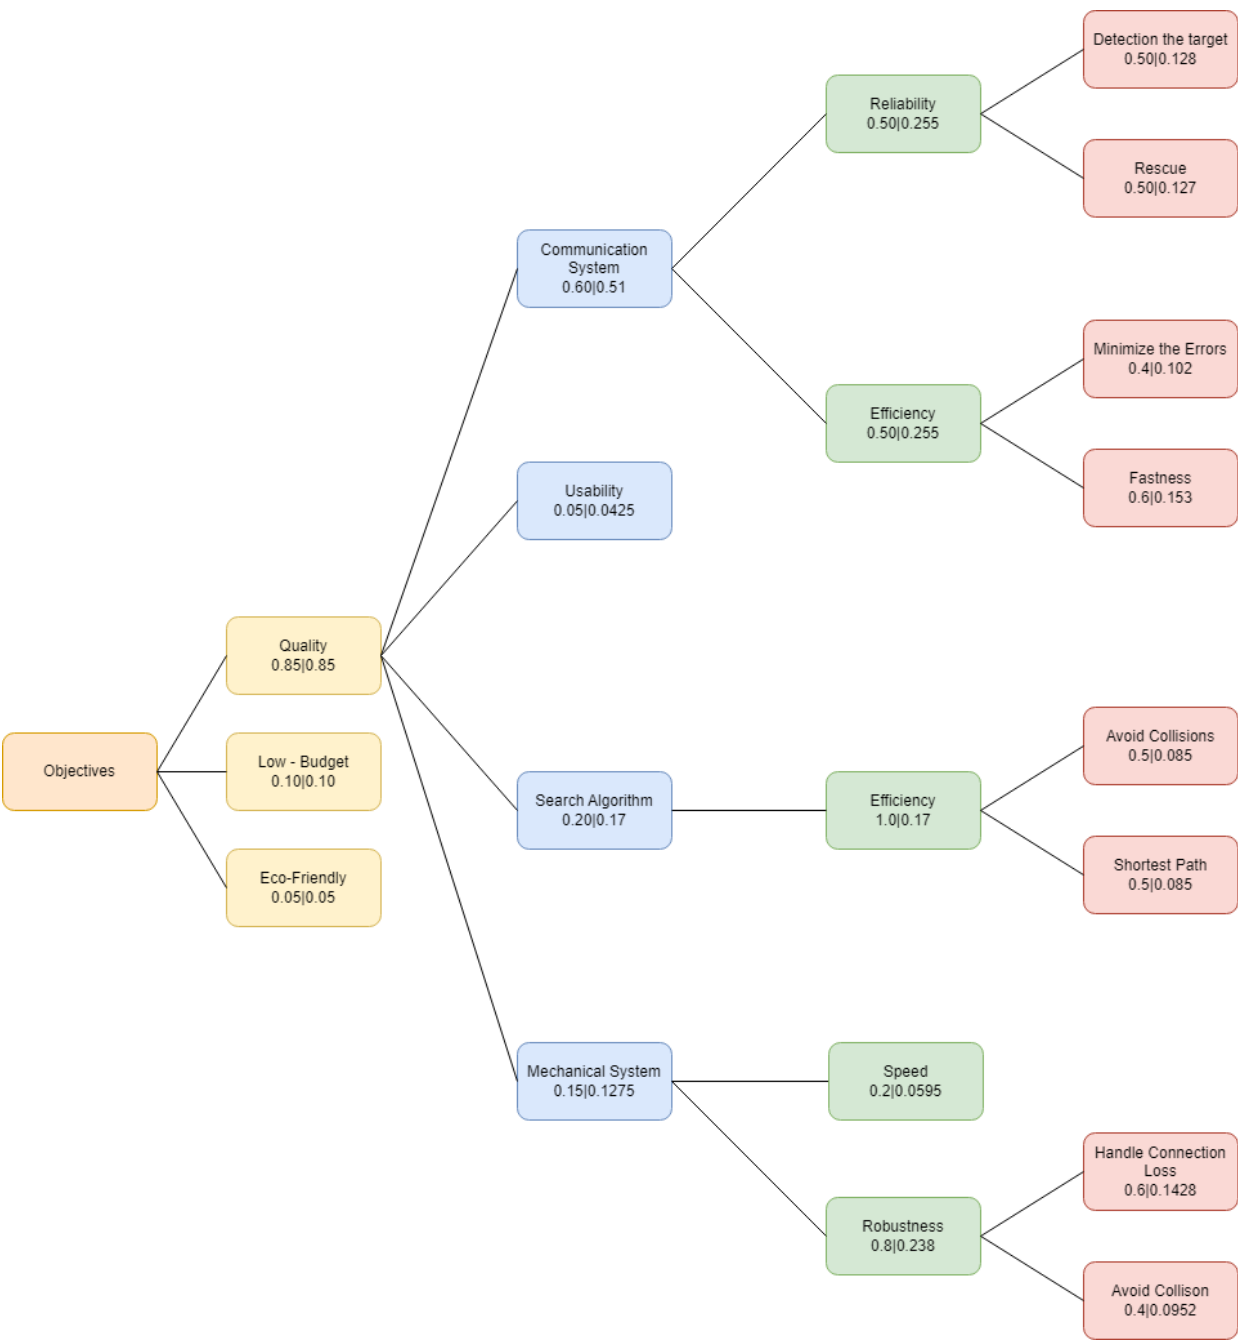 Objectives
Quality
0.85|0.85
Low - Budget
0.10|0.10
Eco-Friendly
0.05|0.05
Communication
System
0.60|0.51
Usability
0.05|0.0425
Search Algorithm
0.20|0.17
Mechanical System
0.15|0.1275
Reliability
0.50|0.255
Efficiency
0.50|0.255
Efficiency
1.0|0.17
Speed
0.2|0.0595
Robustness
0.8|0.238
Detection the target
0.50|0.128
Rescue
0.50|0.127
Minimize the Errors
0.4|0.102
Fastness
0.6|0.153
Avoid Collisions
0.5|0.085
Shortest Path
0.5|0.085
Handle Connection
Loss
0.6|0.1428
Avoid Collison
0.4|0.0952